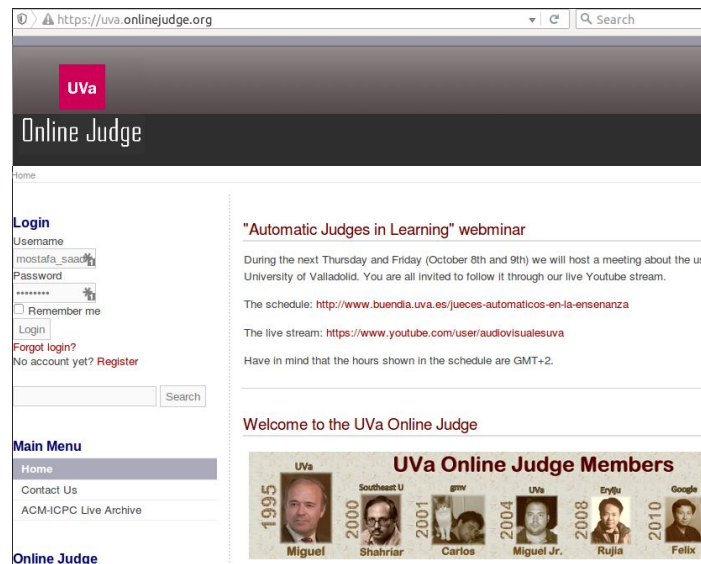 https://uva.onlinejudge.org
Search
UVa
Online Judge
Home
Login
Username
mostafa_saad
Password
••••••••
Remember me
Login
Forgot login?
No account yet? Register
Search
Main Menu
Home
Contact Us
ACM-ICPC Live Archive
Online Judge
"Automatic Judges in Learning" webminar
During the next Thursday and Friday (October 8th and 9th) we will host a meeting about the us
University of Valladolid. You are all invited to follow it through our live Youtube stream.
The schedule: http://www.buendia.uva.es/jueces-automaticos-en-la-ensenanza
The live stream: https://www.youtube.com/user/audiovisualesuva
Have in mind that the hours shown in the schedule are GMT+2.
Welcome to the UVa Online Judge
UVa Online Judge Members
1995 UVa Miguel
2000 Southeast U Shahriar
2001 gmv Carlos
2004 UVa Miguel Jr.
2008 Eryiju Rujia
2010 Google Felix